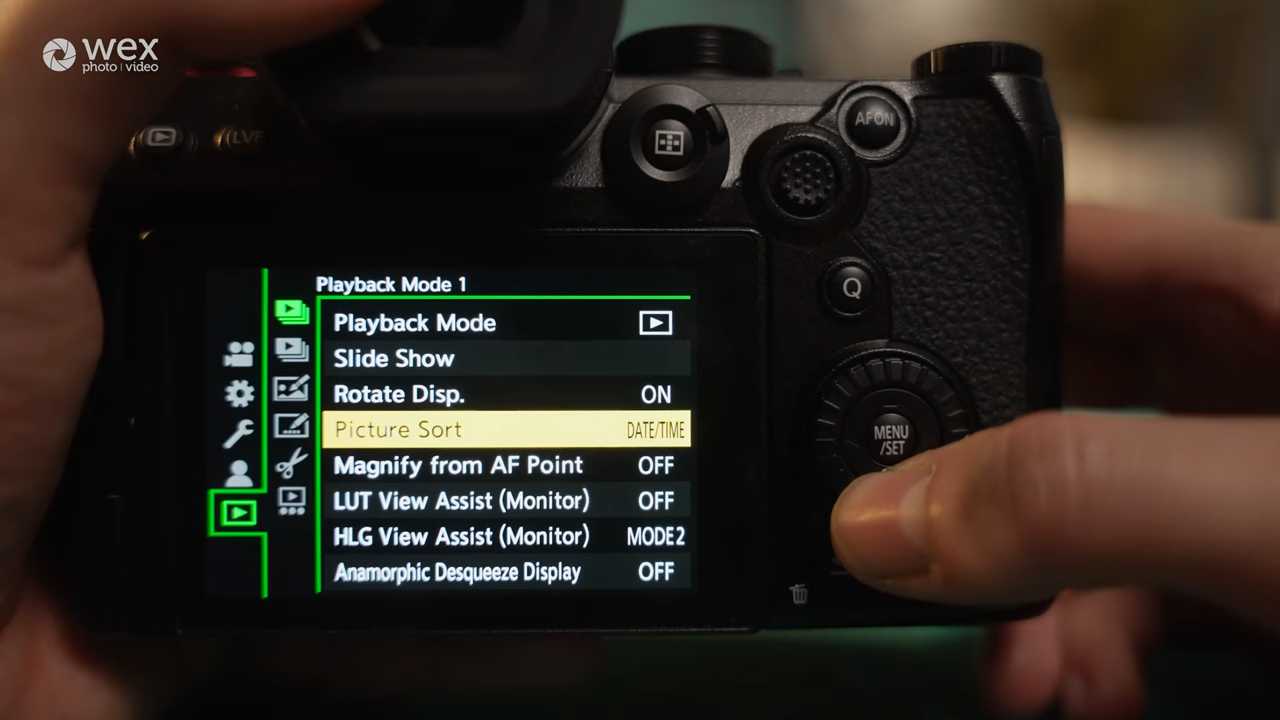 wex
photo | video
LVF
AF ON
Q
MENU
/SET
Playback Mode 1
Playback Mode
Slide Show
Rotate Disp. ON
Picture Sort DATE/TIME
Magnify from AF Point OFF
LUT View Assist (Monitor) OFF
HLG View Assist (Monitor) MODE2
Anamorphic Desqueeze Display OFF